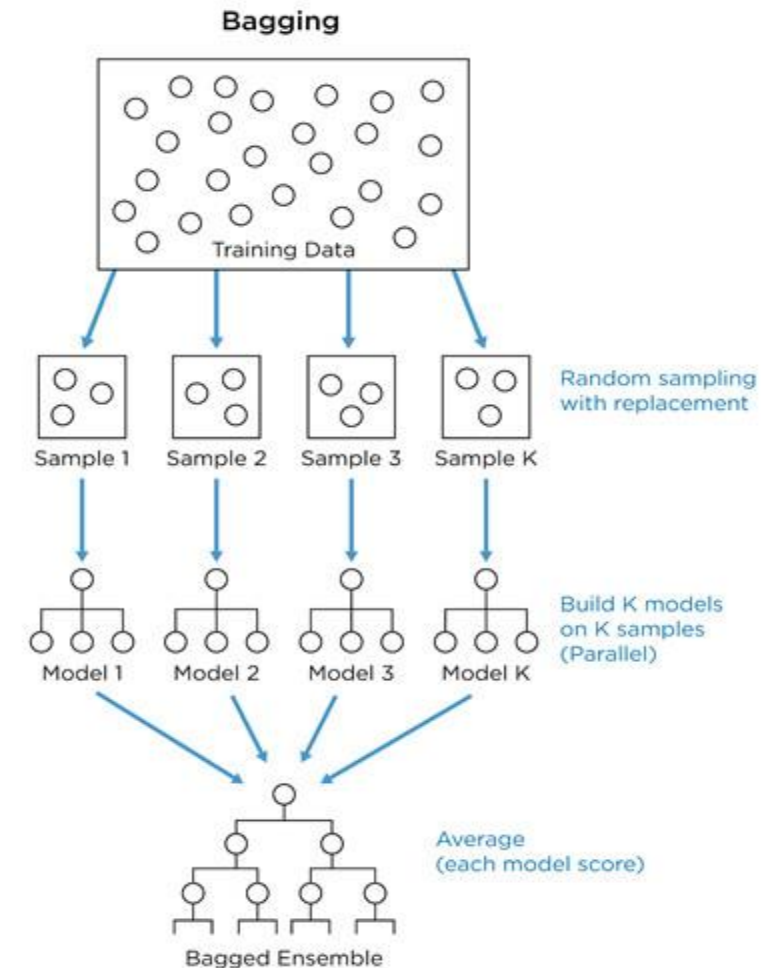 Bagging
Training Data
Random sampling
with replacement
Sample 1
Sample 2
Sample 3
Sample K
Build K models
on K samples
(Parallel)
Model 1
Model 2
Model 3
Model K
Average
(each model score)
Bagged Ensemble